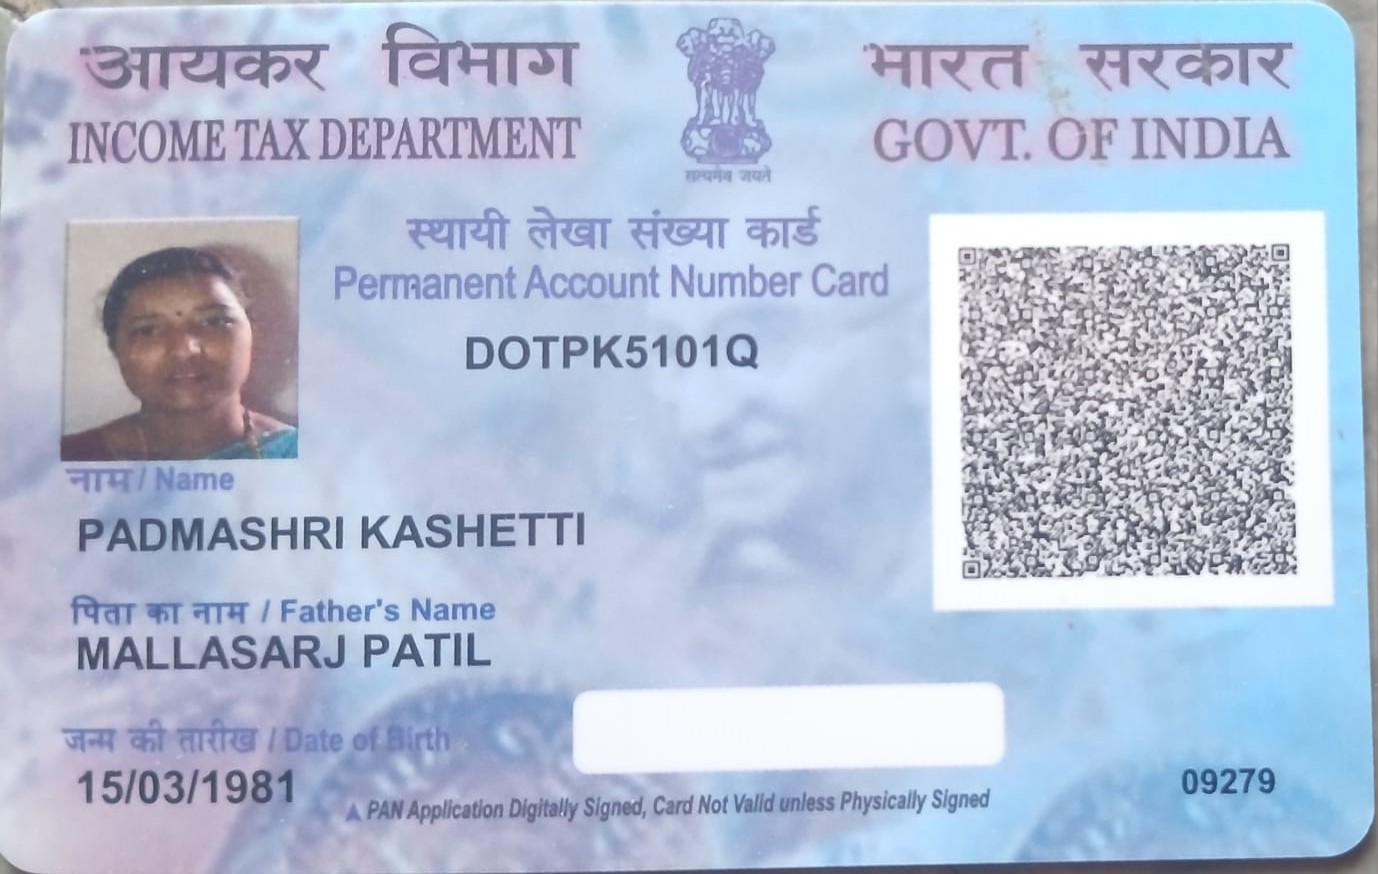 आयकर विभाग
INCOME TAX DEPARTMENT
सत्यमेव जयते
भारत सरकार
GOVT. OF INDIA
स्थायी लेखा संख्या कार्ड
Permanent Account Number Card
DOTPK5101Q
नाम / Name
PADMASHRI KASHETTI
पिता का नाम / Father's Name
MALLASARJ PATIL
जन्म की तारीख / Date of Birth
15/03/1981
PAN Application Digitally Signed, Card Not Valid unless Physically Signed
09279